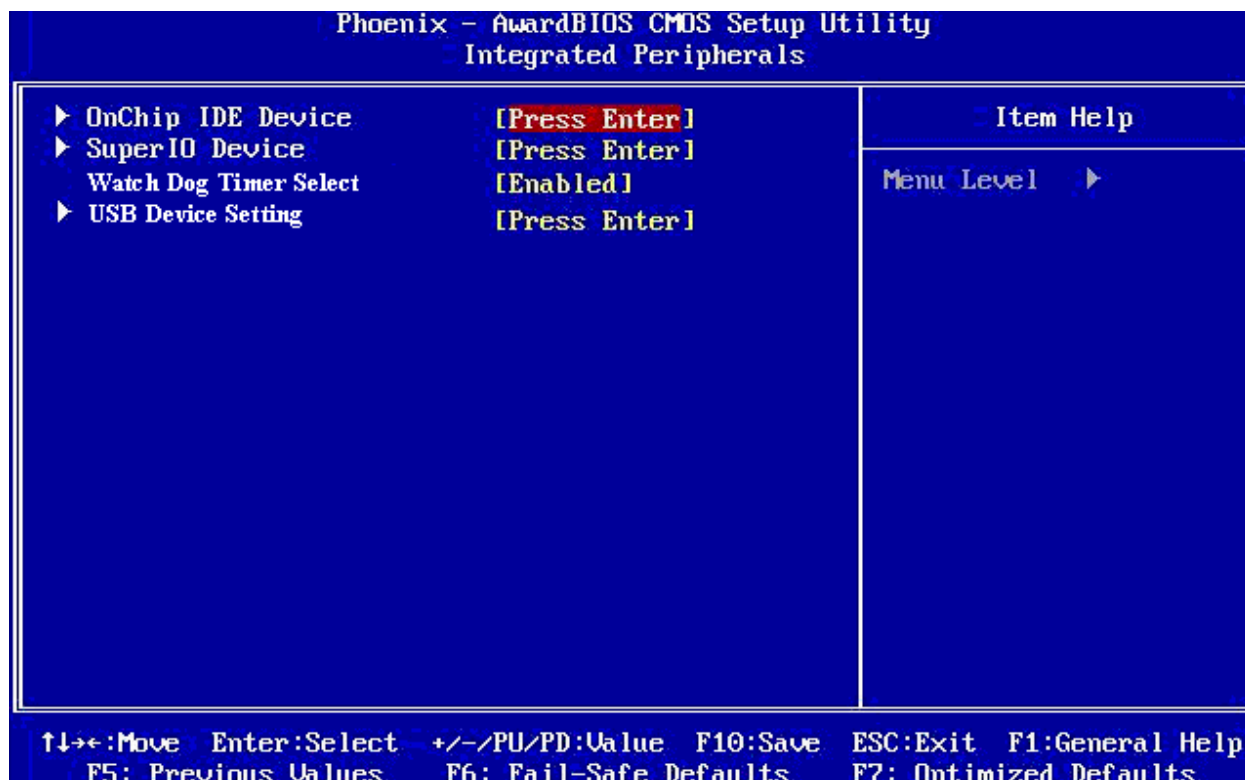 Phoenix - AwardBIOS CMOS Setup Utility
Integrated Peripherals
▶ OnChip IDE Device [Press Enter]
▶ SuperIO Device [Press Enter]
Watch Dog Timer Select [Enabled]
▶ USB Device Setting [Press Enter]
Item Help
Menu Level ▶
↑↓→←:Move Enter:Select +/-/PU/PD:Value F10:Save ESC:Exit F1:General Help
F5: Previous Values F6: Fail-Safe Defaults F7: Optimized Defaults